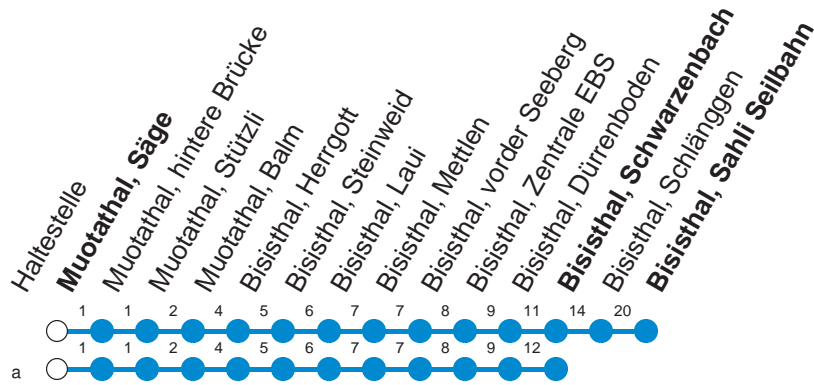 Haltestelle
Muotathal, Säge
Muotathal, hintere Brücke
Muotathal, Stützli
Muotathal, Balm
Bisisthal, Herrgott
Bisisthal, Steinweid
Bisisthal, Laui
Bisisthal, Mettlen
Bisisthal, vorder Seeberg
Bisisthal, Zentrale EBS
Bisisthal, Dürrenboden
Bisisthal, Schwarzenbach
Bisisthal, Schlänggen
Bisisthal, Sahli Seilbahn
1 1 2 4 5 6 7 7 8 9 11 14 20
a 1 1 2 4 5 6 7 7 8 9 12